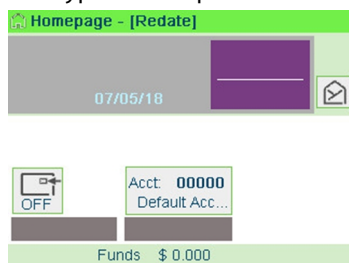 Homepage - [Redate]
07/05/18
OFF
Acct: 00000
Default Acc...
Funds $ 0.000